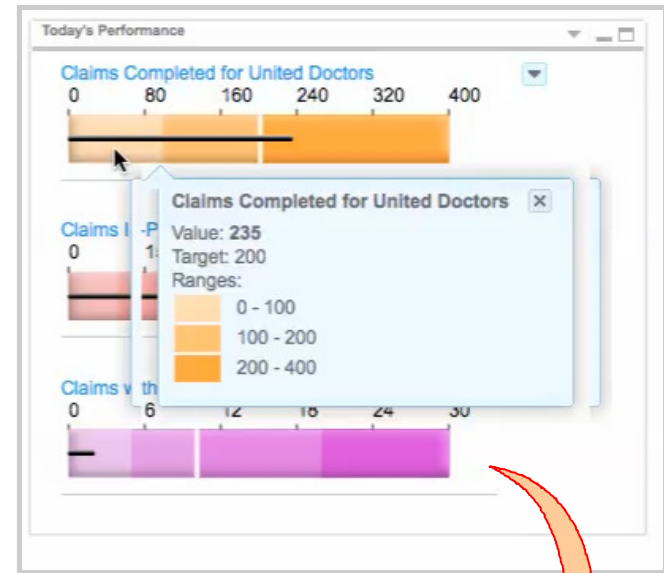 Today's Performance
Claims Completed for United Doctors
0 80 160 240 320 400
Claims Completed for United Doctors
Value: 235
Target: 200
Ranges:
0 - 100
100 - 200
200 - 400
Claims
0
Claims
0 6 12 18 24 30